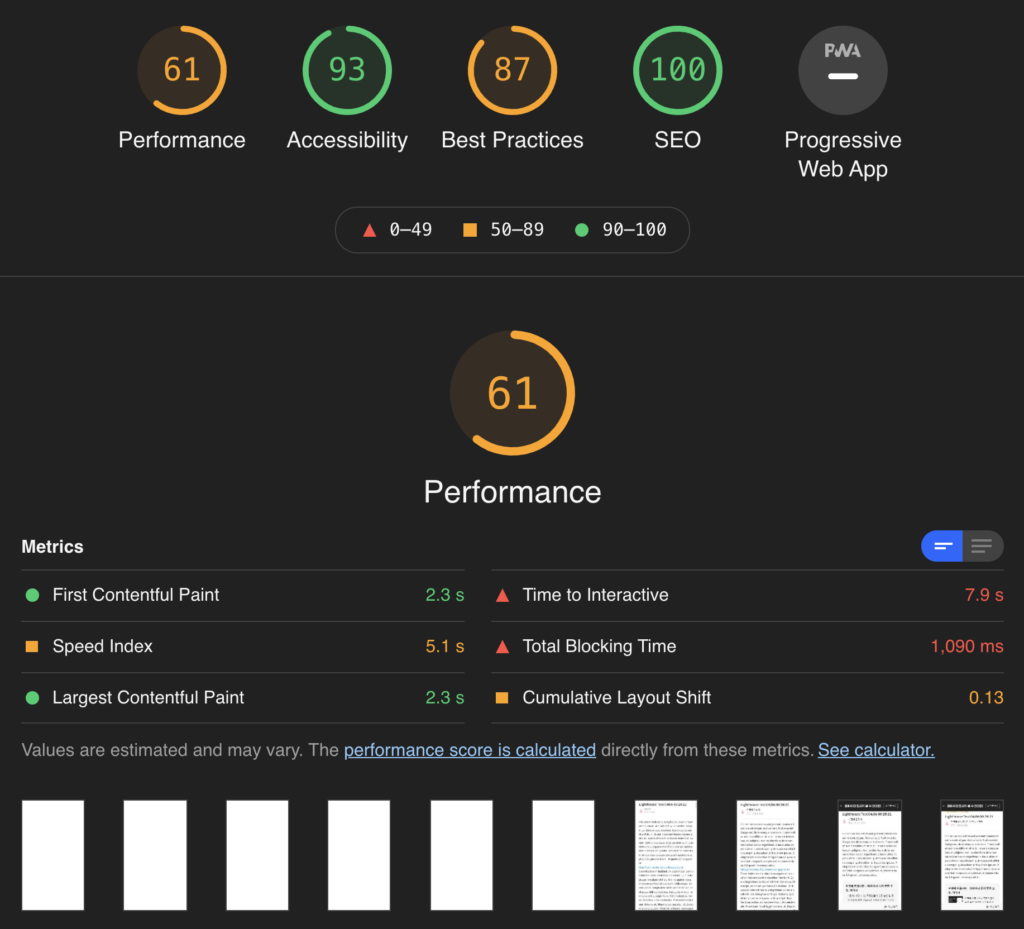 61
93
87
100
PWA
Performance
Accessibility
Best Practices
SEO
Progressive
Web App
0–49
50–89
90–100
61
Performance
Metrics
First Contentful Paint
2.3 s
Time to Interactive
7.9 s
Speed Index
5.1 s
Total Blocking Time
1,090 ms
Largest Contentful Paint
2.3 s
Cumulative Layout Shift
0.13
Values are estimated and may vary. The performance score is calculated directly from these metrics. See calculator.